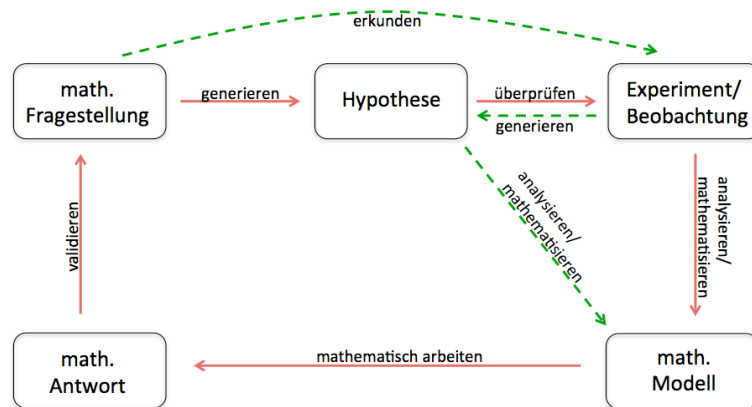 erkunden
math.
Fragestellung
generieren
Hypothese
überprüfen
generieren
Experiment/
Beobachtung
analysieren/
mathematisieren
analysieren/
mathematisieren
validieren
math.
Antwort
mathematisch arbeiten
math.
Modell